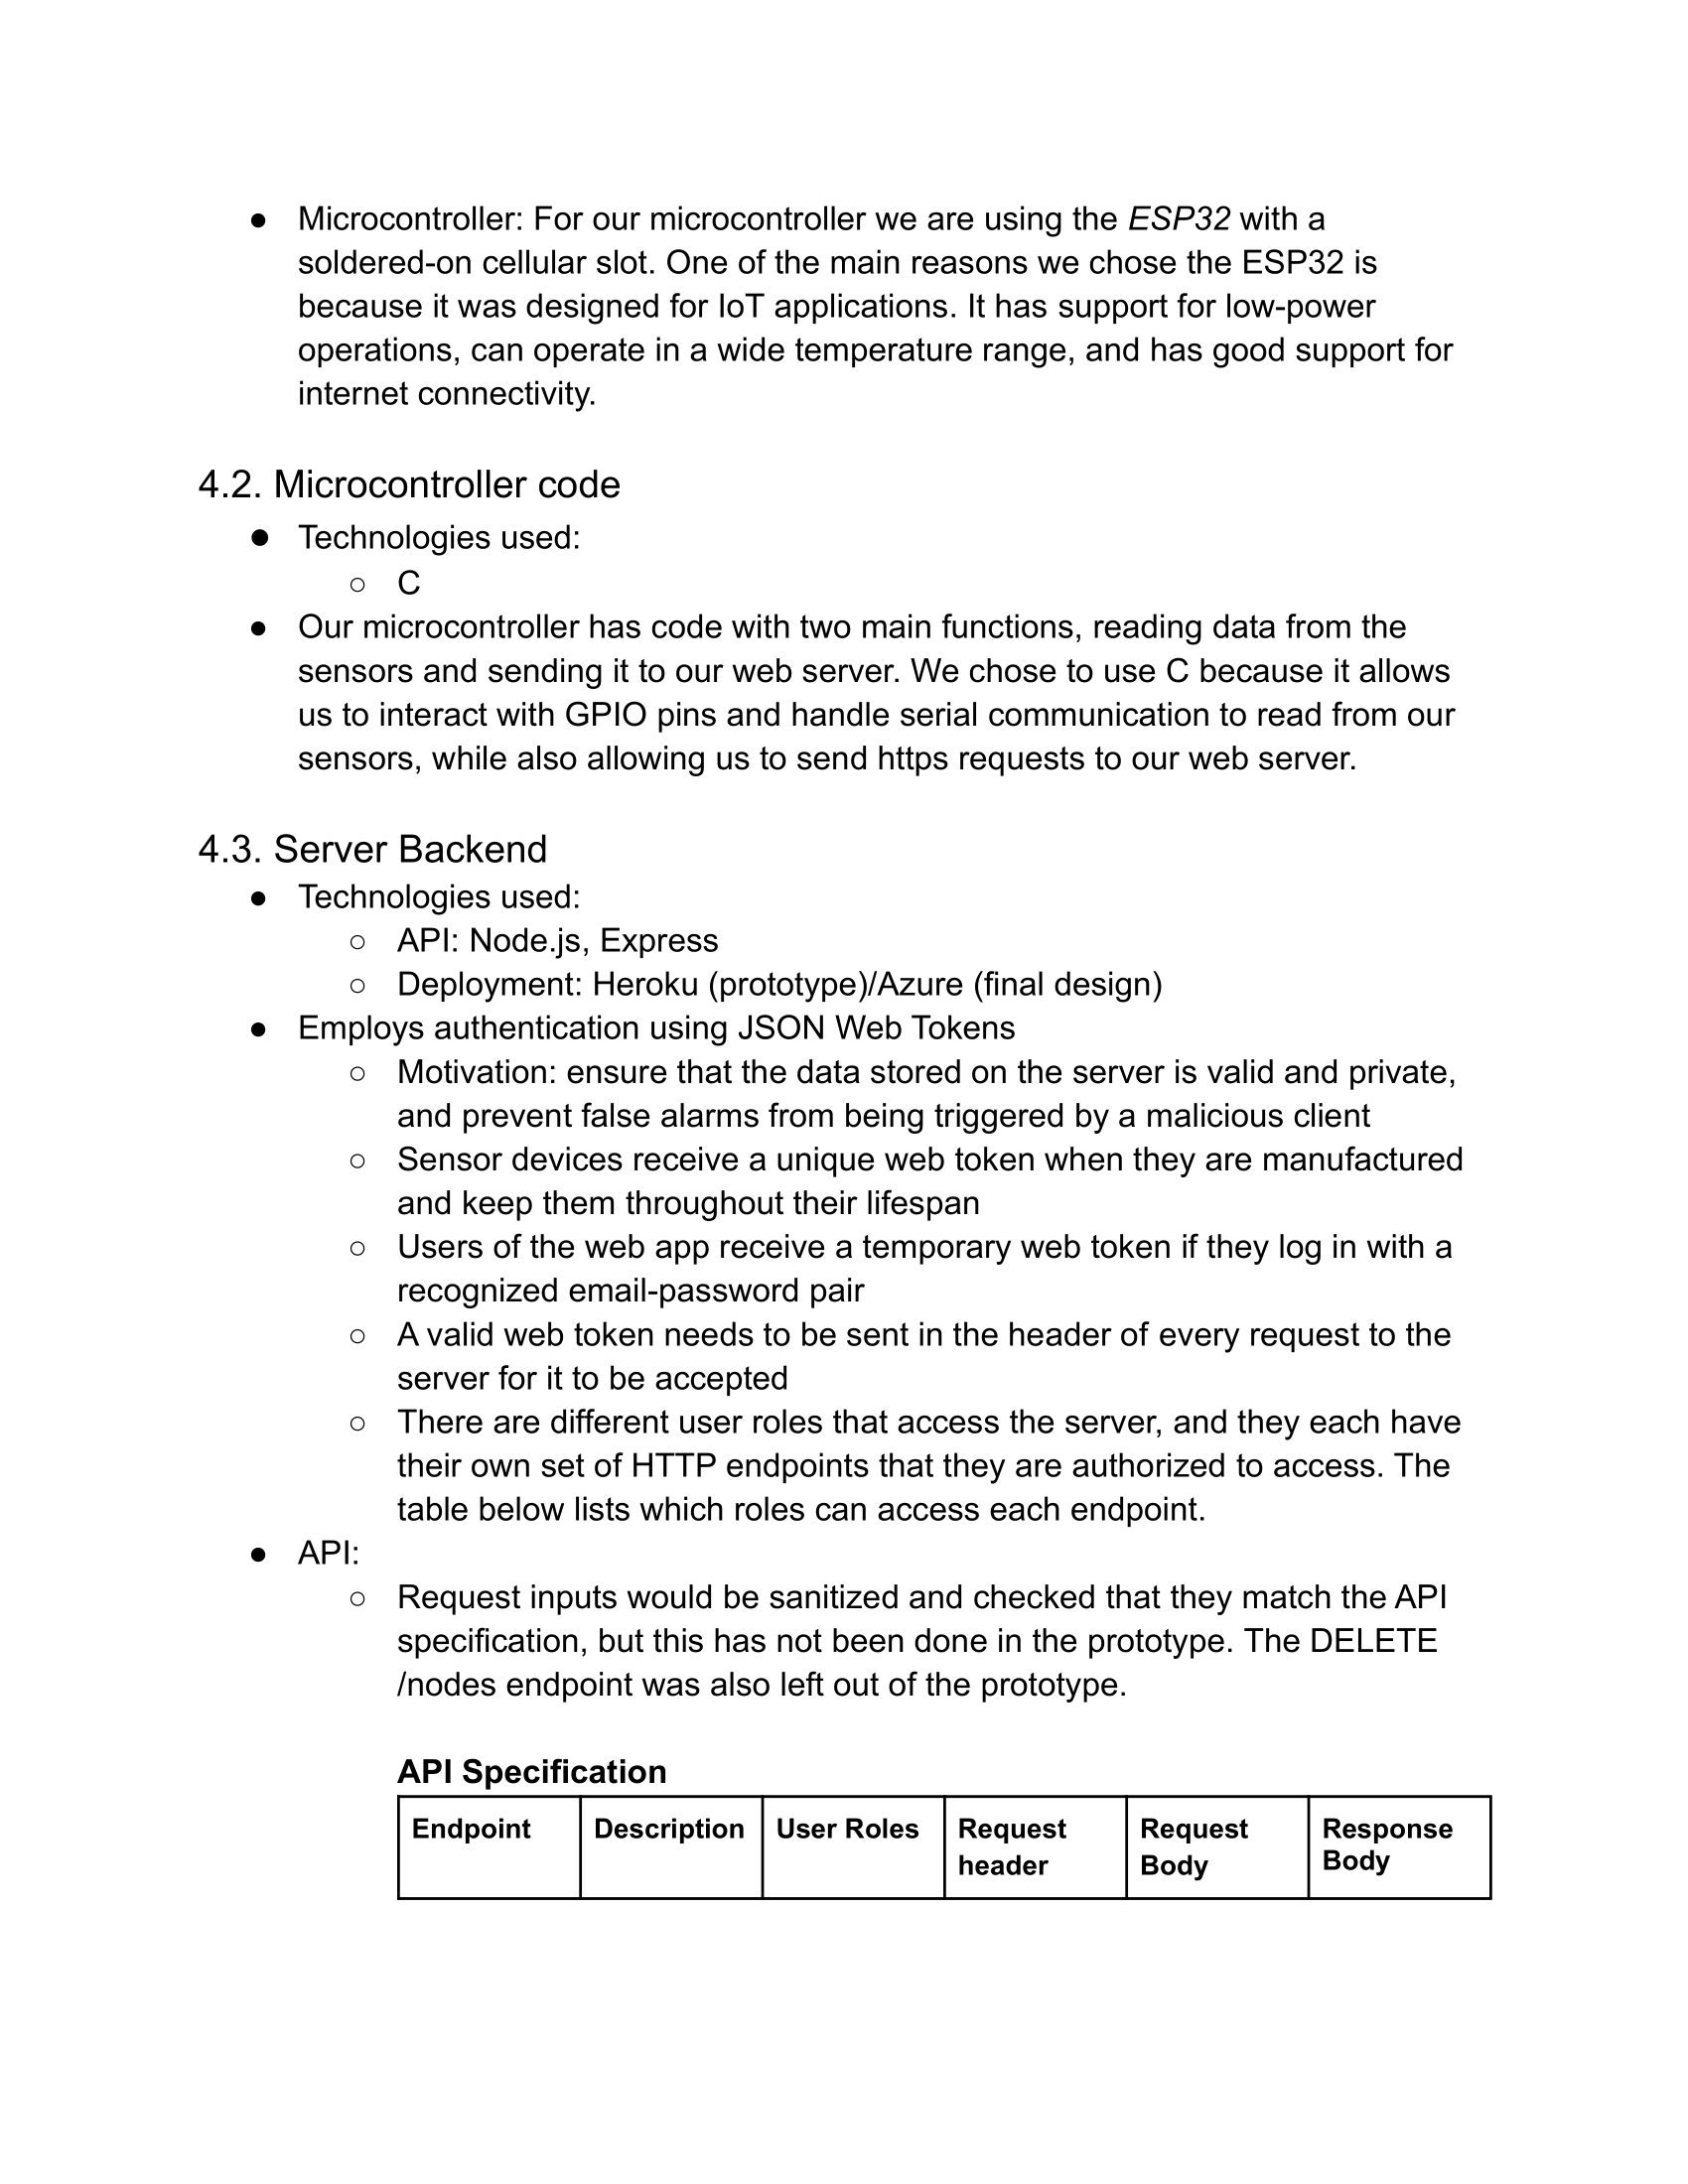 ● Microcontroller: For our microcontroller we are using the ESP32 with a
soldered-on cellular slot. One of the main reasons we chose the ESP32 is
because it was designed for IoT applications. It has support for low-power
operations, can operate in a wide temperature range, and has good support for
internet connectivity.
4.2. Microcontroller code
● Technologies used:
○ C
● Our microcontroller has code with two main functions, reading data from the
sensors and sending it to our web server. We chose to use C because it allows
us to interact with GPIO pins and handle serial communication to read from our
sensors, while also allowing us to send https requests to our web server.
4.3. Server Backend
● Technologies used:
○ API: Node.js, Express
○ Deployment: Heroku (prototype)/Azure (final design)
● Employs authentication using JSON Web Tokens
○ Motivation: ensure that the data stored on the server is valid and private,
and prevent false alarms from being triggered by a malicious client
○ Sensor devices receive a unique web token when they are manufactured
and keep them throughout their lifespan
○ Users of the web app receive a temporary web token if they log in with a
recognized email-password pair
○ A valid web token needs to be sent in the header of every request to the
server for it to be accepted
○ There are different user roles that access the server, and they each have
their own set of HTTP endpoints that they are authorized to access. The
table below lists which roles can access each endpoint.
● API:
○ Request inputs would be sanitized and checked that they match the API
specification, but this has not been done in the prototype. The DELETE
/nodes endpoint was also left out of the prototype.
API Specification
Endpoint
Description
User Roles
Request
header
Request
Body
Response
Body